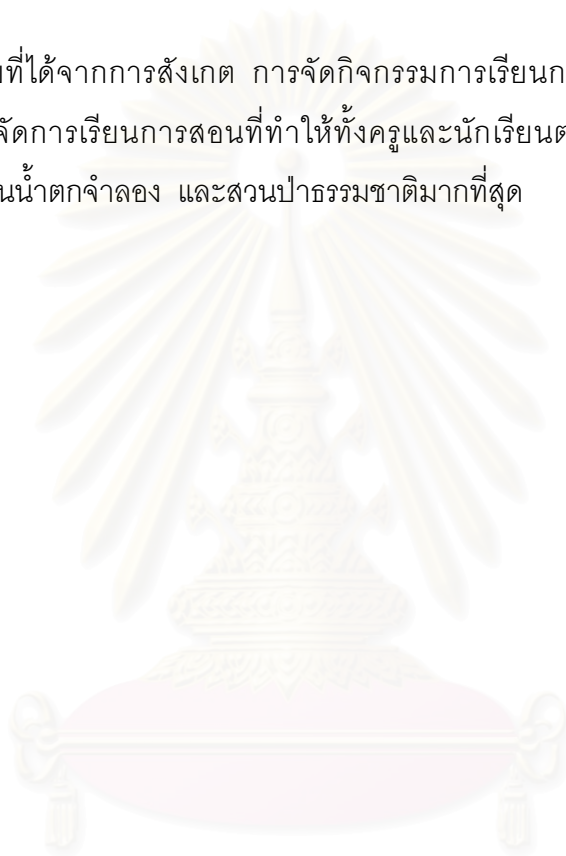 ที่ได้จากการสังเกต การจัดกิจกรรมการเรียนก
จัดการเรียนการสอนที่ทำให้ทั้งครูและนักเรียนต
นน้ำตกจำลอง และสวนป่าธรรมชาติมากที่สุด